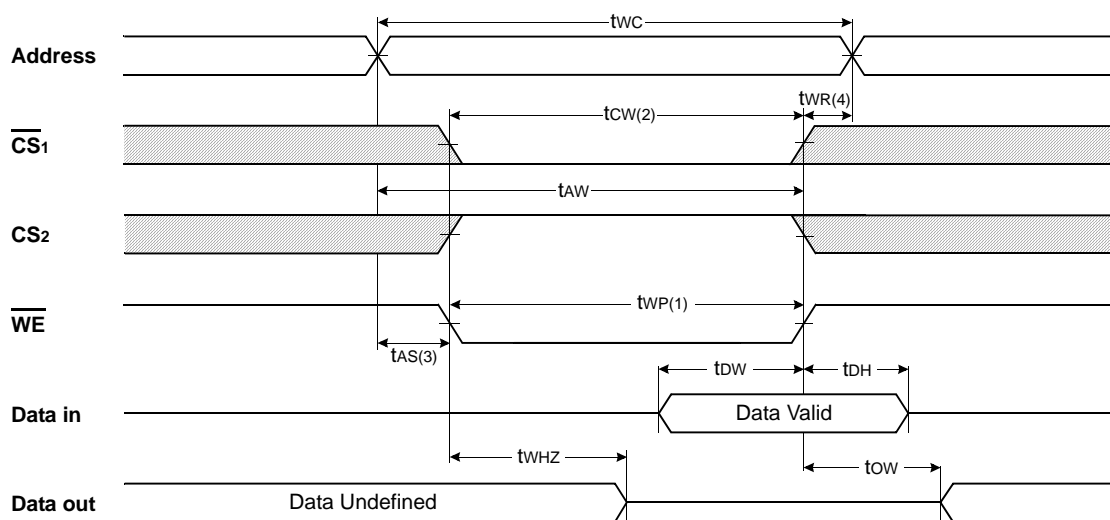 tWC
Address
tCW(2)
tWR(4)
CS1
tAW
CS2
tWP(1)
WE
tAS(3)
tDW
tDH
Data in
Data Valid
tWHZ
tOW
Data out
Data Undefined